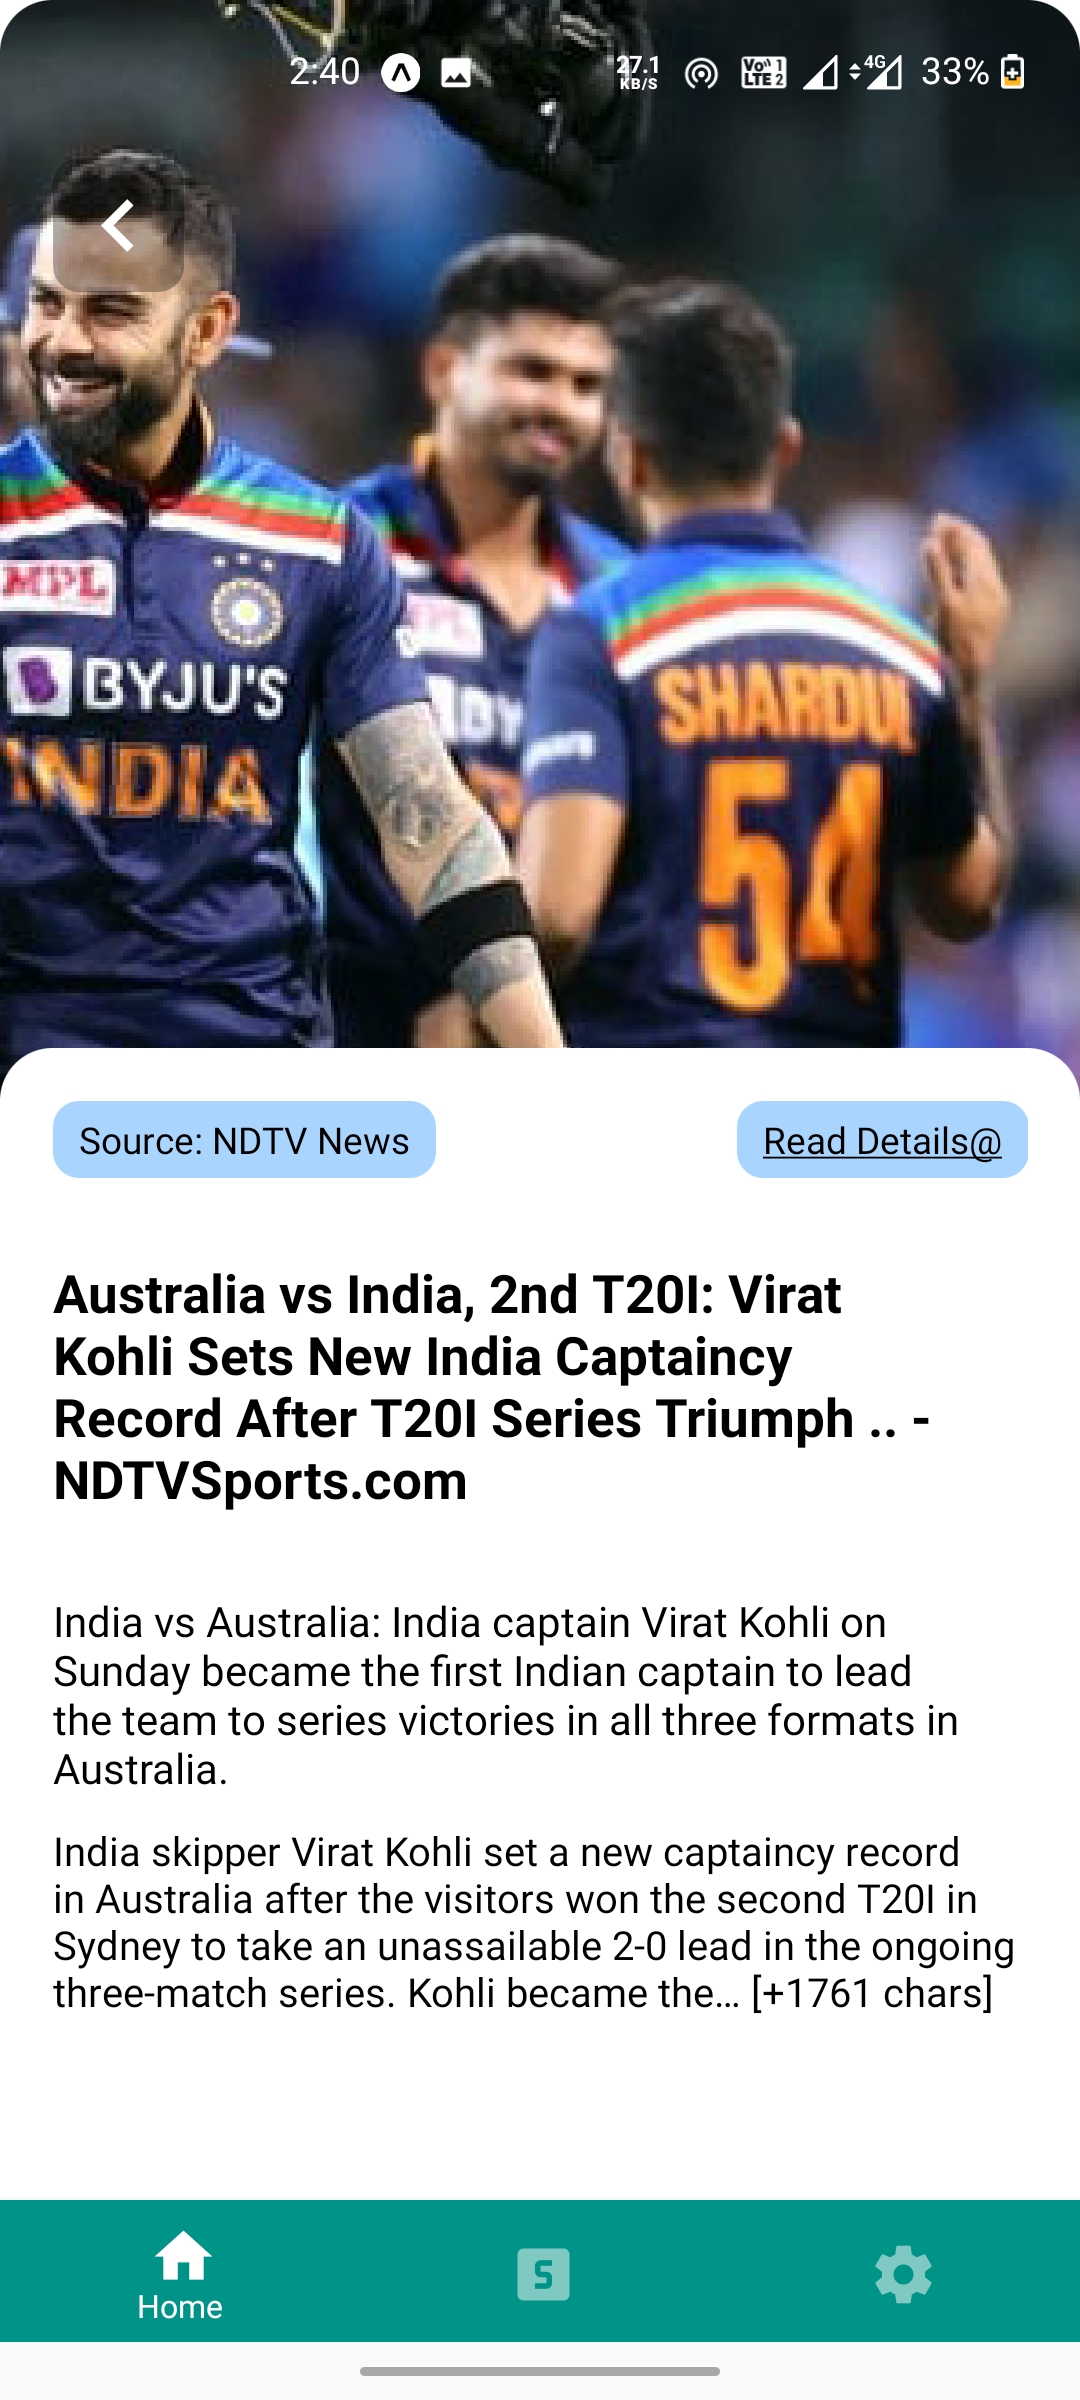 2:40
27.1
KB/S
Vo)) 1
LTE 2
4G
33%
MPL
BYJU'S
INDIA
BY
SHARDUL
54
Source: NDTV News
Read Details@
Australia vs India, 2nd T20I: Virat
Kohli Sets New India Captaincy
Record After T20I Series Triumph .. -
NDTVSports.com
India vs Australia: India captain Virat Kohli on
Sunday became the first Indian captain to lead
the team to series victories in all three formats in
Australia.
India skipper Virat Kohli set a new captaincy record
in Australia after the visitors won the second T20I in
Sydney to take an unassailable 2-0 lead in the ongoing
three-match series. Kohli became the… [+1761 chars]
S
Home